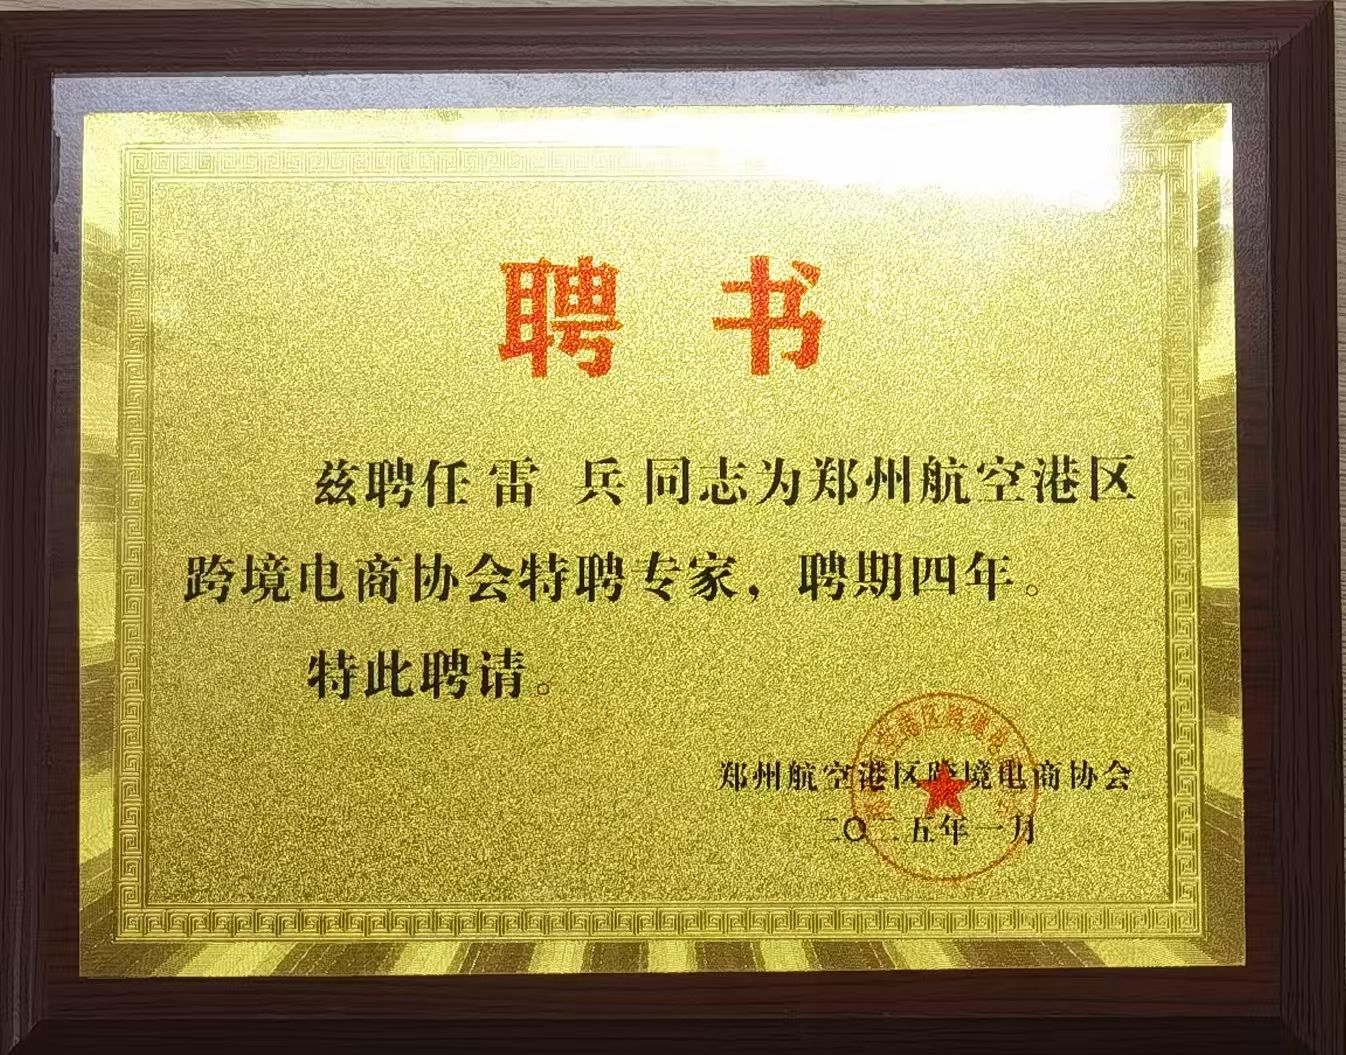 聘 书
兹聘任 雷 兵 同志为郑州航空港区
跨境电商协会特聘专家，聘期四年。
特此聘请。
郑州航空港区跨境电商协会
二〇二五年一月